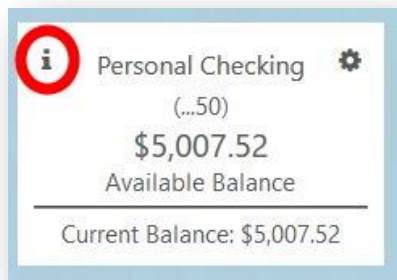 i Personal Checking
(...50)
$5,007.52
Available Balance
Current Balance: $5,007.52